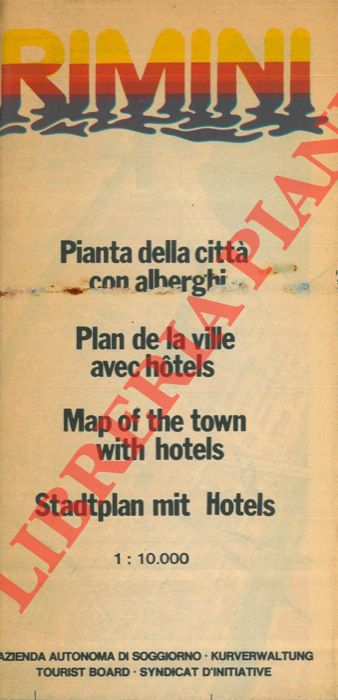 RIMINI
Pianta della città
con alberghi
Plan de la ville
avec hôtels
Map of the town
with hotels
Stadtplan mit Hotels
1 : 10.000
AZIENDA AUTONOMA DI SOGGIORNO · KURVERWALTUNG
TOURIST BOARD · SYNDICAT D'INITIATIVE
LIBRERIA PIANI